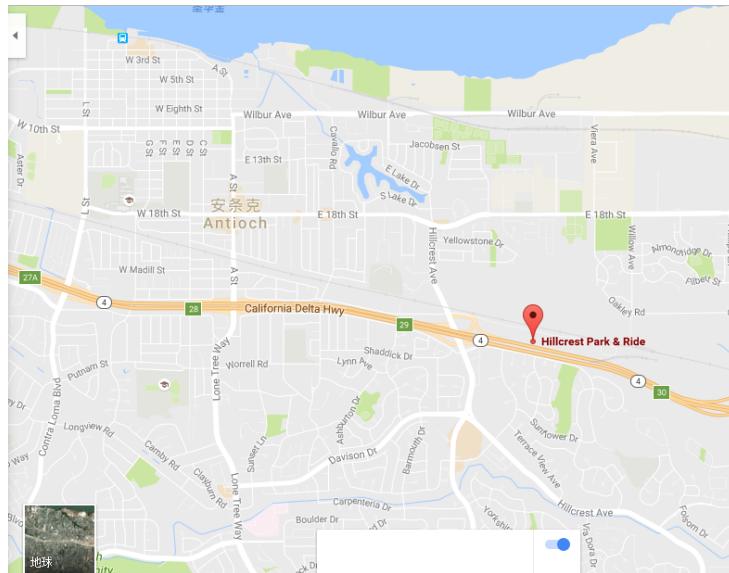 W 3rd St
A St
W 5th St
L St
W Eighth St
Wilbur Ave
Wilbur Ave
Wilbur Ave
W 10th St
G St
F St
E St
D St
C St
Cavallo Rd
Jacobsen St
Viera Ave
E 13th St
Aster Dr
A St
E Lake Dr
S Lake Dr
L St
安条克
Antioch
W 18th St
E 18th St
E 18th St
Hillcrest Ave
Yellowstone Dr
Willow Ave
Almondridge Dr
W Madill St
A St
Filbert St
27A
4
28
California Delta Hwy
29
4
Oakley Rd
Hillcrest Park & Ride
Lone Tree Way
Shaddick Dr
Lynn Ave
Worrell Rd
Putnam St
4
30
Contra Loma Blvd
Ashburton Dr
Longview Rd
Camby Rd
Sunset Ln
Barmouth Dr
Sunflower Dr
Terrace View Ave
Davison Dr
Clayburn Rd
Lone Tree Way
Carpenteria Dr
Hillcrest Ave
Boulder Dr
Via Dora Dr
Folsom Dr
Blvd
地球